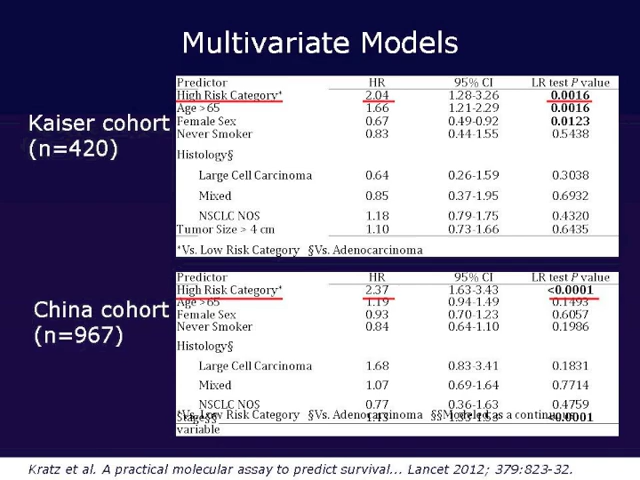 Multivariate Models
Kaiser cohort
(n=420)
Predictor HR 95% CI LR test P value
High Risk Category* 2.04 1.28-3.26 0.0016
Age >65 1.66 1.21-2.29 0.0016
Female Sex 0.67 0.49-0.92 0.0123
Never Smoker 0.83 0.44-1.55 0.5438
Histology§
Large Cell Carcinoma 0.64 0.26-1.59 0.3038
Mixed 0.85 0.37-1.95 0.6932
NSCLC NOS 1.18 0.79-1.75 0.4320
Tumor Size > 4 cm 1.10 0.73-1.66 0.6435
*Vs. Low Risk Category §Vs. Adenocarcinoma
China cohort
(n=967)
Predictor HR 95% CI LR test P value
High Risk Category* 2.37 1.63-3.43 <0.0001
Age >65 1.19 0.94-1.49 0.1493
Female Sex 0.93 0.70-1.23 0.6057
Never Smoker 0.84 0.64-1.10 0.1986
Histology§
Large Cell Carcinoma 1.68 0.83-3.41 0.1831
Mixed 1.07 0.69-1.64 0.7714
NSCLC NOS 0.77 0.36-1.63 0.4759
Stage§§ <0.0001
*Vs. Low Risk Category §Vs. Adenocarcinoma §§Modeled as a continuous
variable
Kratz et al. A practical molecular assay to predict survival... Lancet 2012; 379:823-32.